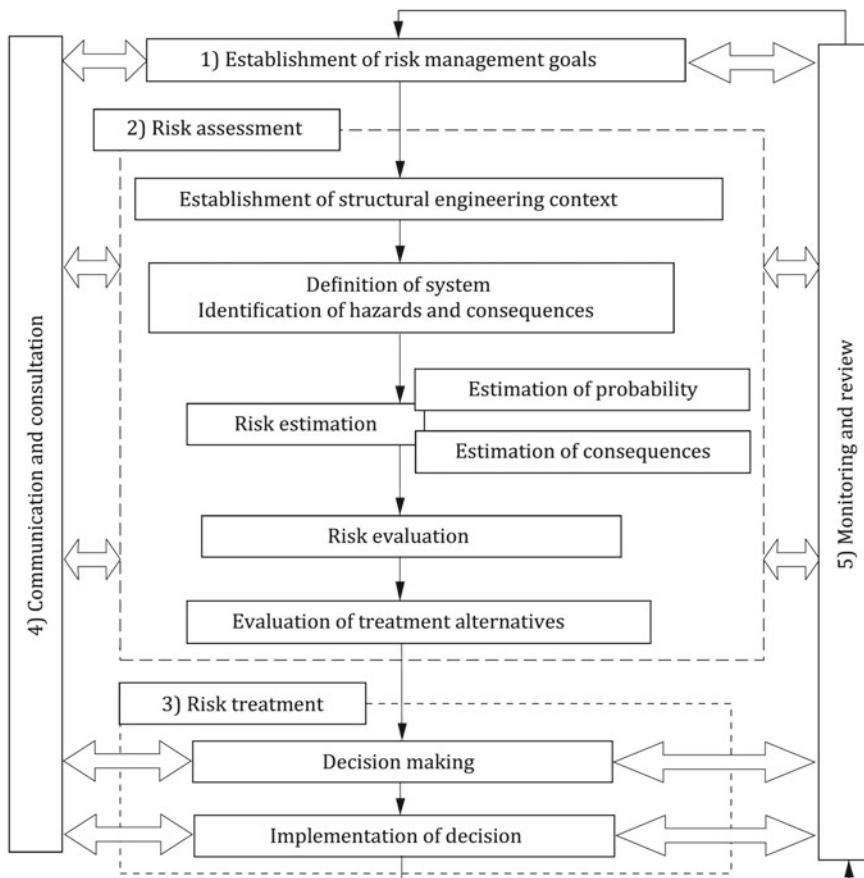 1) Establishment of risk management goals
2) Risk assessment
Establishment of structural engineering context
Definition of system
Identification of hazards and consequences
Estimation of probability
Risk estimation
Estimation of consequences
Risk evaluation
Evaluation of treatment alternatives
3) Risk treatment
Decision making
Implementation of decision
4) Communication and consultation
5) Monitoring and review